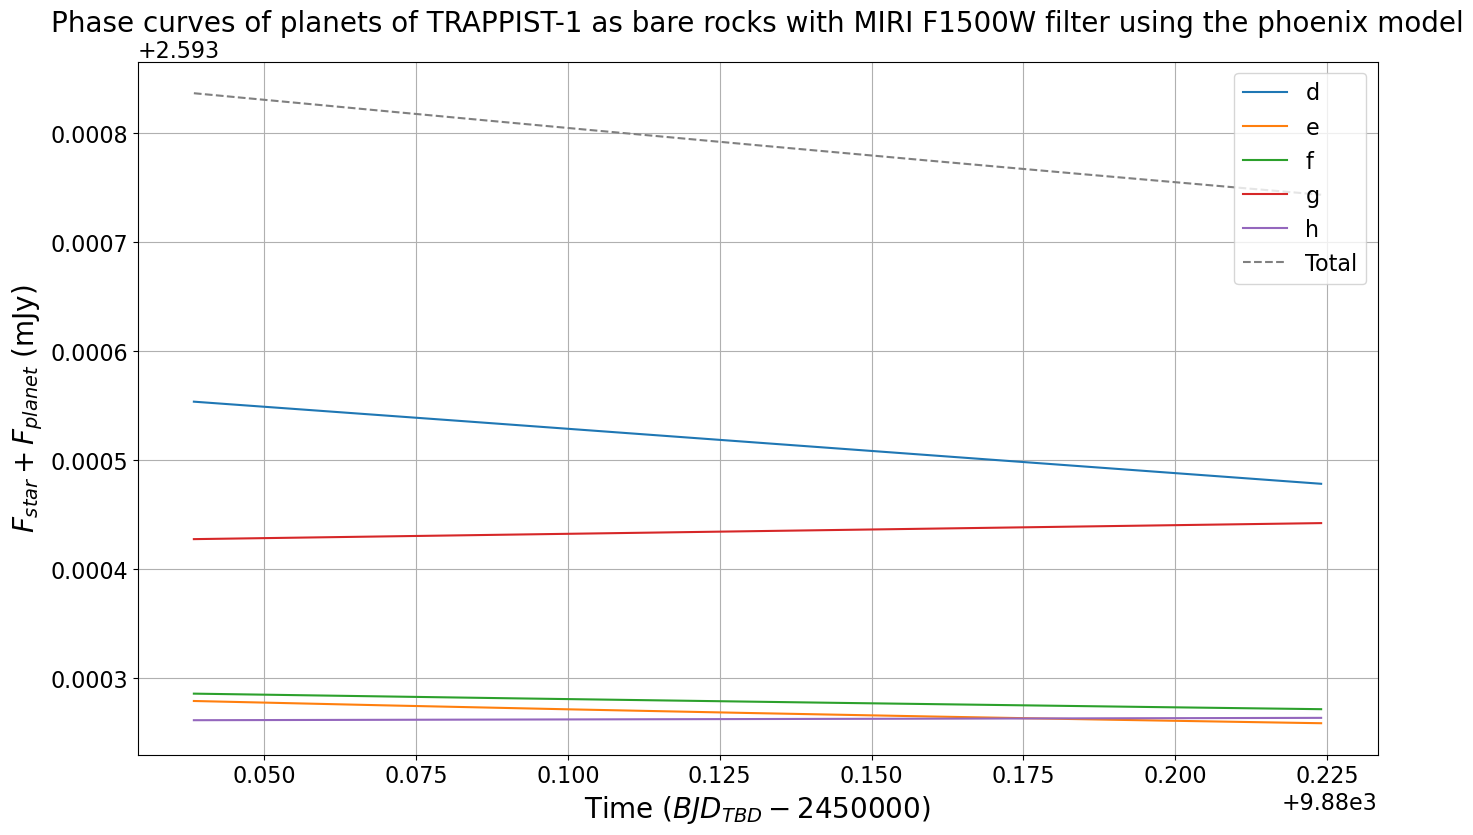 Phase curves of planets of TRAPPIST-1 as bare rocks with MIRI F1500W filter using the phoenix model
+2.593
0.0008
0.0007
0.0006
0.0005
0.0004
0.0003
F_star + F_planet (mJy)
d
e
f
g
h
Total
0.050 0.075 0.100 0.125 0.150 0.175 0.200 0.225
+9.88e3
Time (BJD_TBD − 2450000)